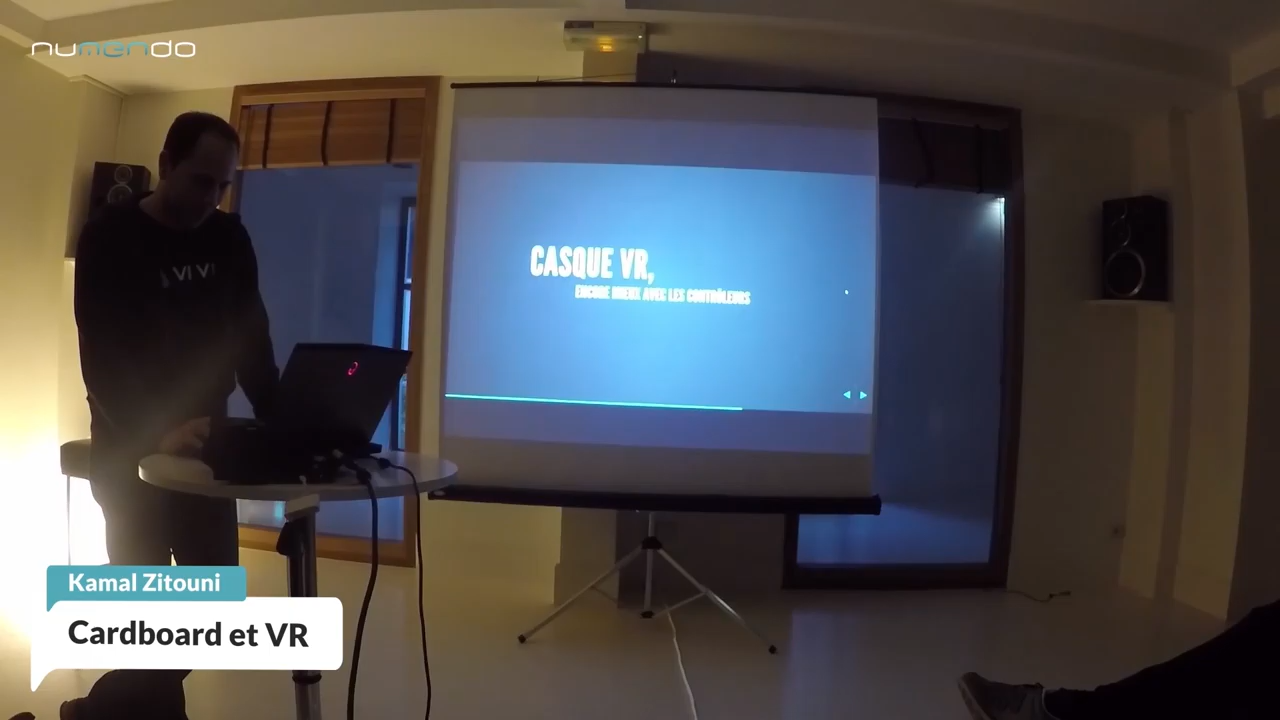 numendo
CASQUE VR,
ENCORE MIEUX AVEC LES CONTRÔLEURS
Kamal Zitouni
Cardboard et VR